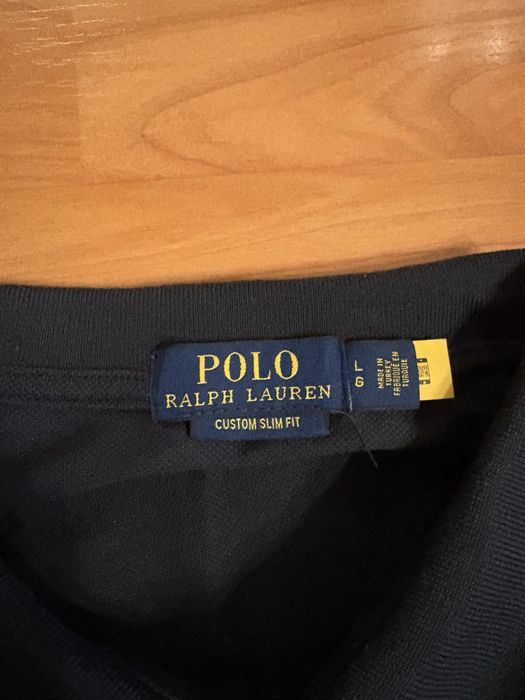 POLO
RALPH LAUREN
CUSTOM SLIM FIT
L
G
MADE IN
TURKEY
FABRIQUÉ EN
TURQUIE